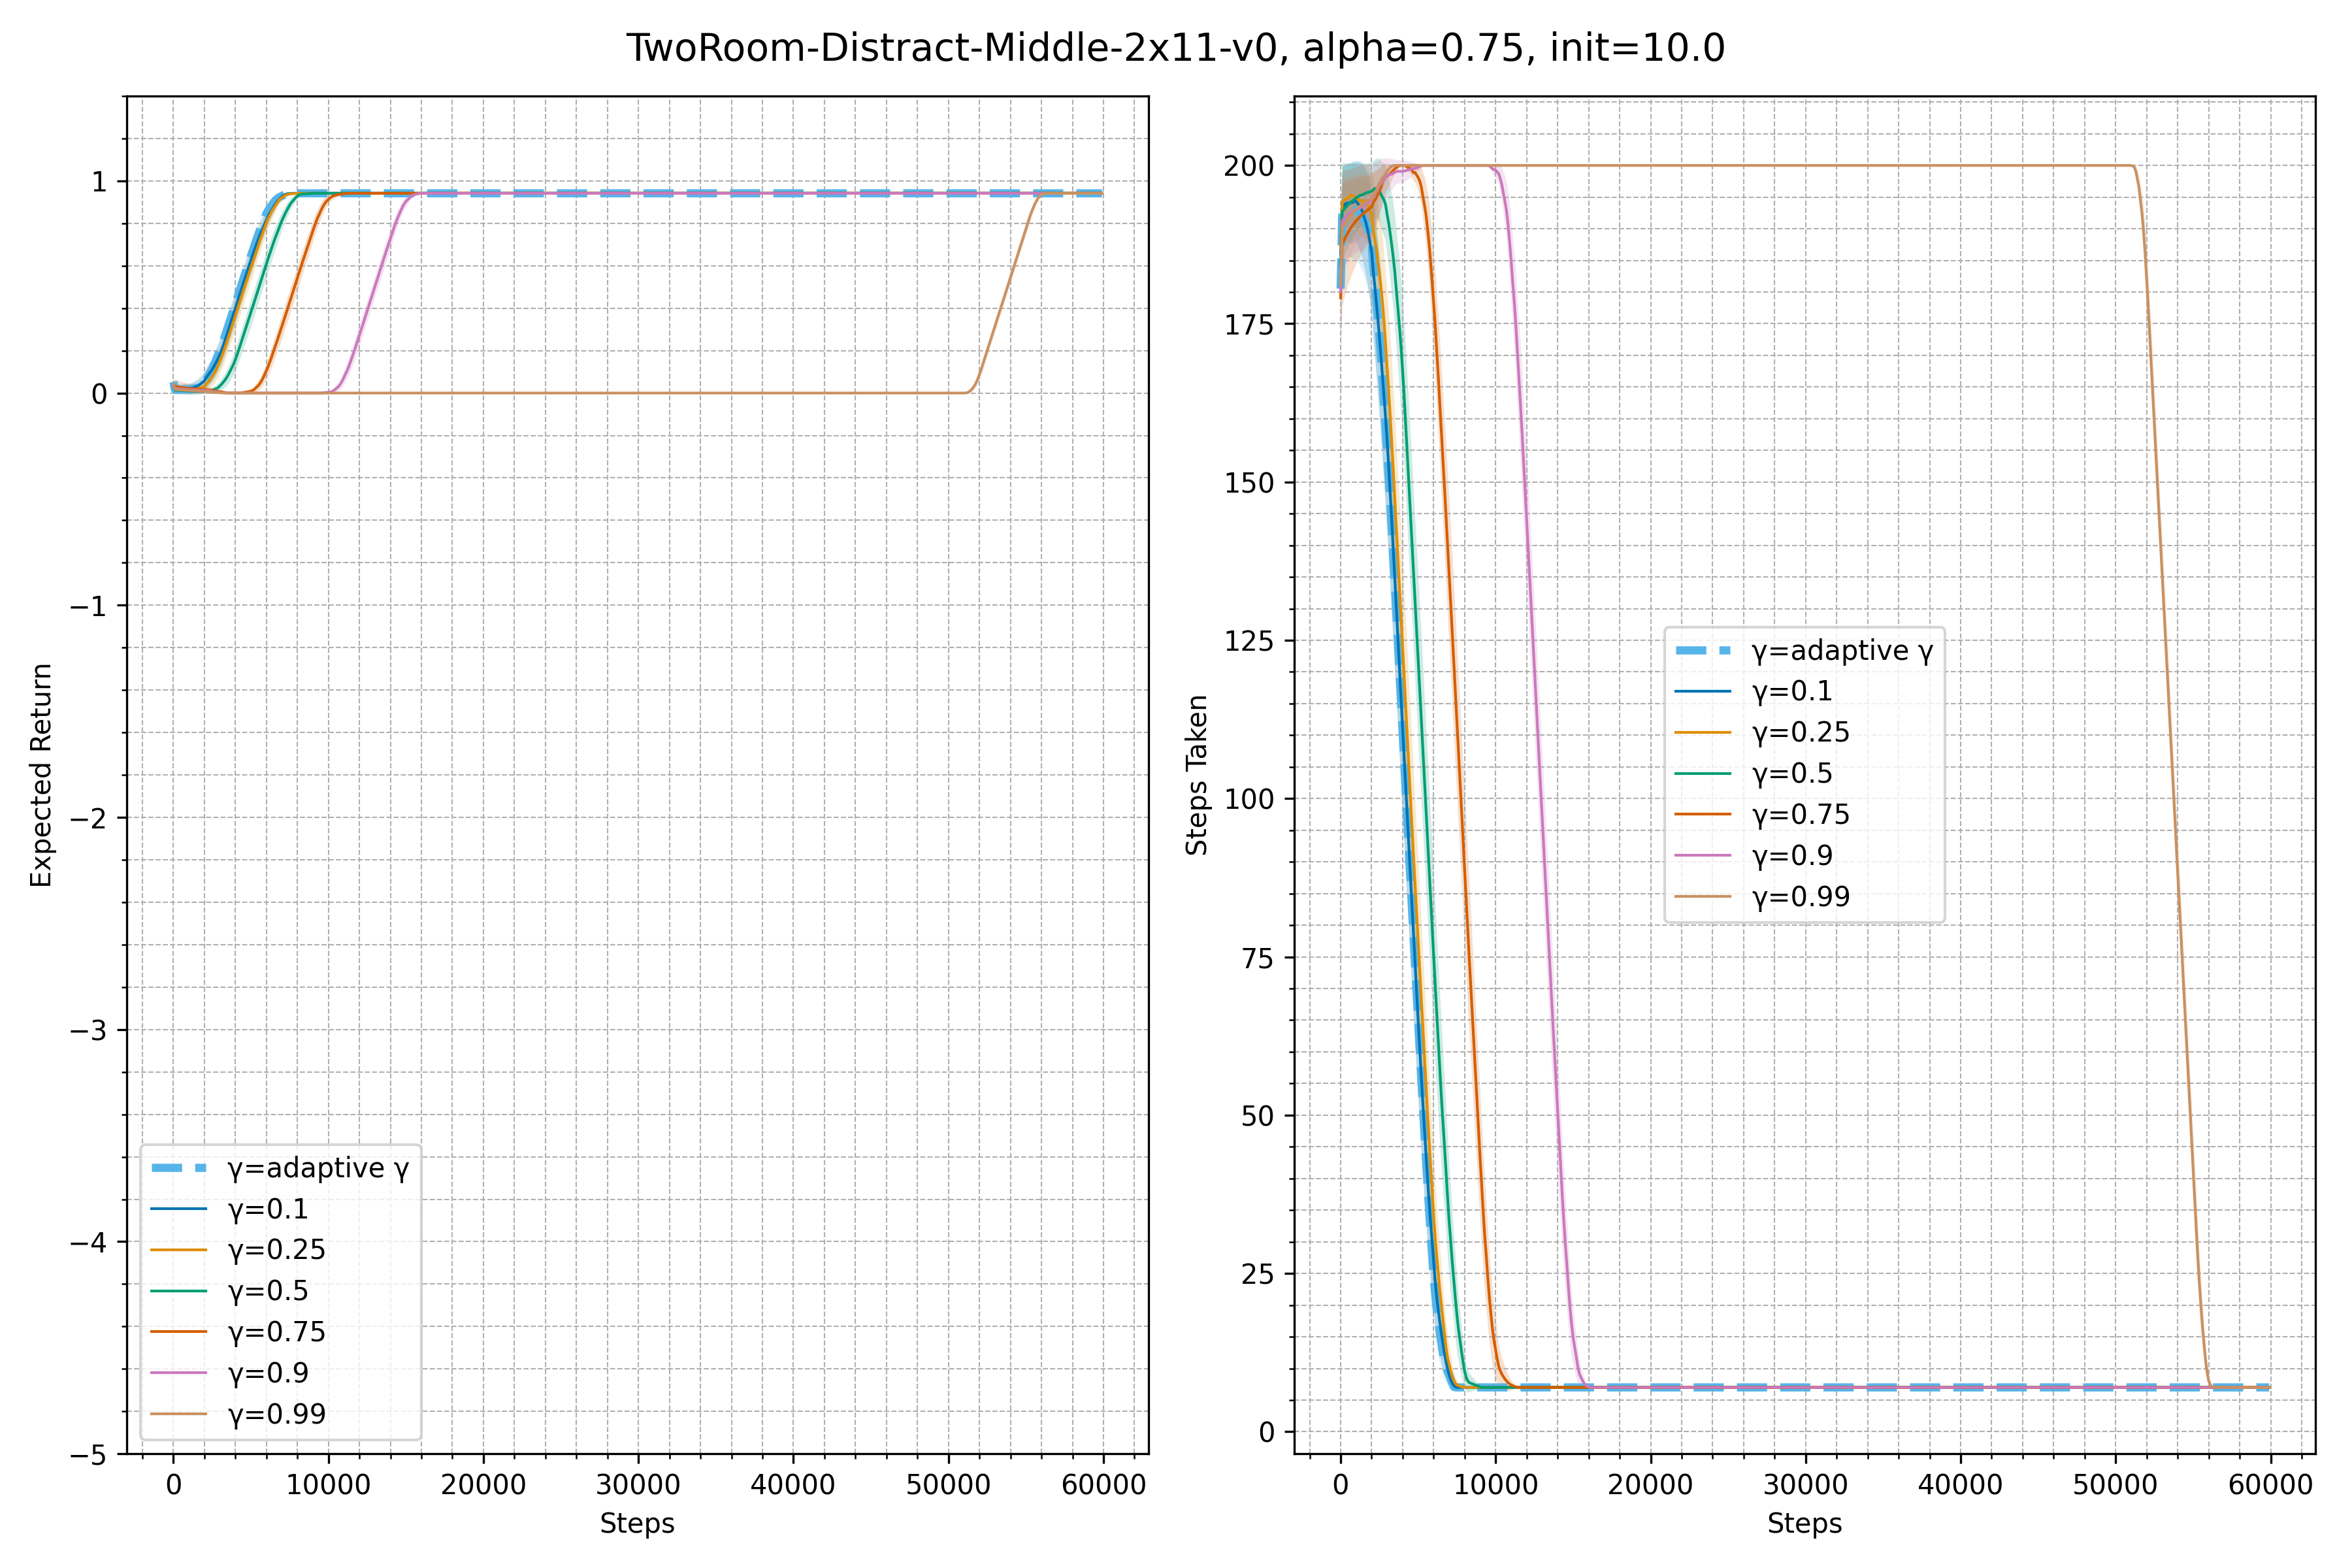 TwoRoom-Distract-Middle-2x11-v0, alpha=0.75, init=10.0
Expected Return
1
0
−1
−2
−3
−4
−5
γ=adaptive γ
γ=0.1
γ=0.25
γ=0.5
γ=0.75
γ=0.9
γ=0.99
0 10000 20000 30000 40000 50000 60000
Steps
Steps Taken
200
175
150
125
100
75
50
25
0
γ=adaptive γ
γ=0.1
γ=0.25
γ=0.5
γ=0.75
γ=0.9
γ=0.99
0 10000 20000 30000 40000 50000 60000
Steps